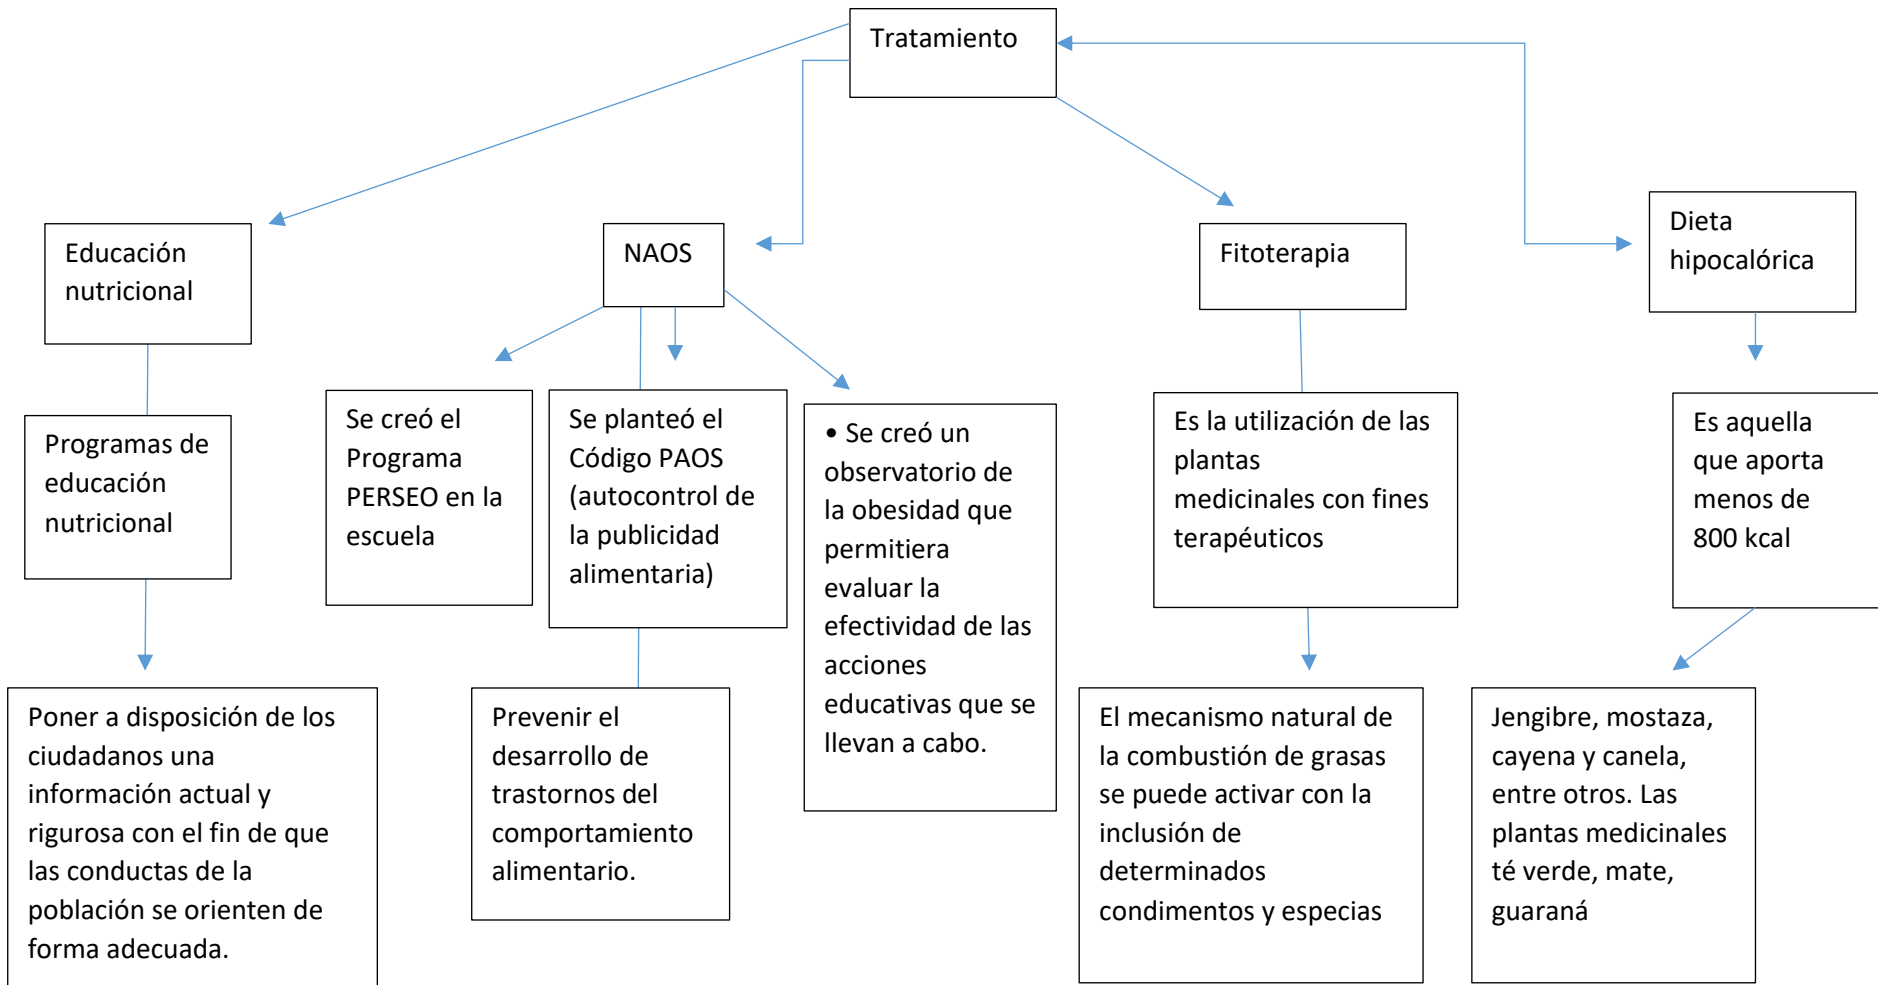 Tratamiento
Educación
nutricional
NAOS
Fitoterapia
Dieta
hipocalórica
Programas de
educación
nutricional
Se creó el
Programa
PERSEO en la
escuela
Se planteó el
Código PAOS
(autocontrol de
la publicidad
alimentaria)
• Se creó un
observatorio de
la obesidad que
permitiera
evaluar la
efectividad de las
acciones
educativas que se
llevan a cabo.
Es la utilización de las
plantas
medicinales con fines
terapéuticos
Es aquella
que aporta
menos de
800 kcal
Poner a disposición de los
ciudadanos una
información actual y
rigurosa con el fin de que
las conductas de la
población se orienten de
forma adecuada.
Prevenir el
desarrollo de
trastornos del
comportamiento
alimentario.
El mecanismo natural de
la combustión de grasas
se puede activar con la
inclusión de
determinados
condimentos y especias
Jengibre, mostaza,
cayena y canela,
entre otros. Las
plantas medicinales
té verde, mate,
guaraná